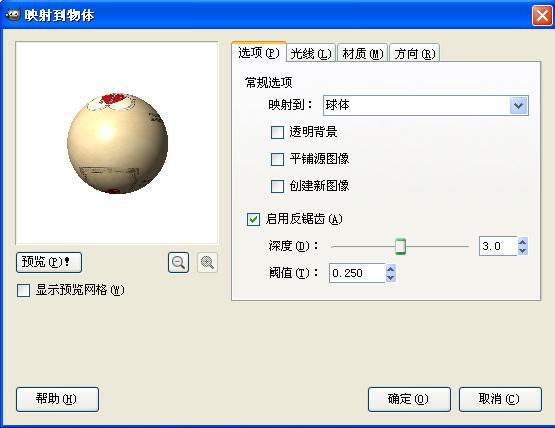 映射到物体
选项(P) 光线(L) 材质(M) 方向(R)
常规选项
映射到： 球体
透明背景
平铺源图像
创建新图像
启用反锯齿(A)
深度(D)： 3.0
阈值(T)： 0.250
预览(P)!
显示预览网格(W)
帮助(H) 确定(O) 取消(C)